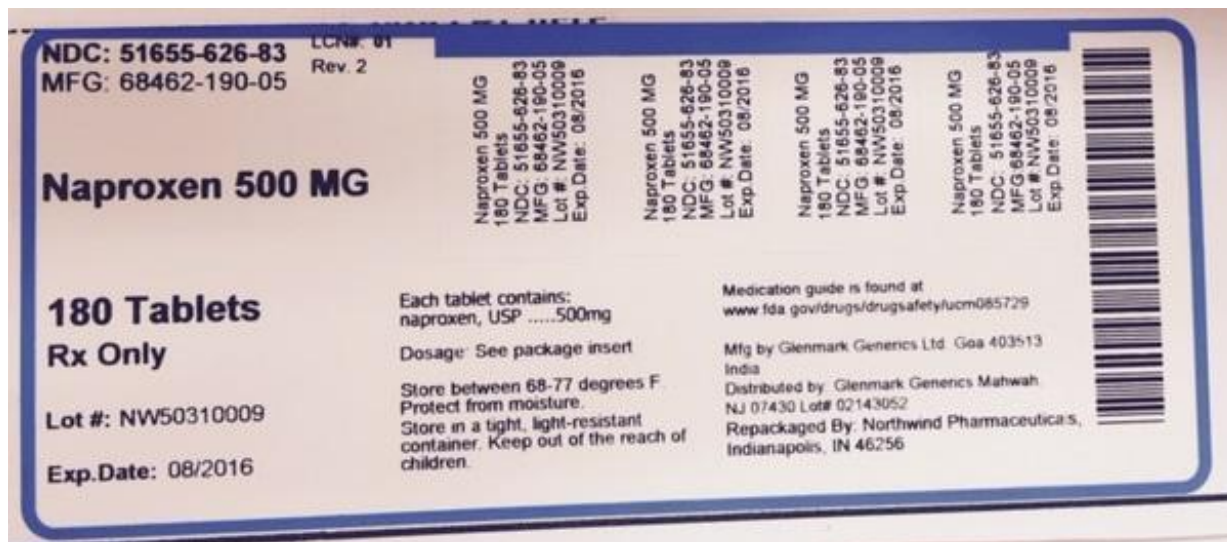 NDC: 51655-626-83
MFG: 68462-190-05
LCN#: 01
Rev. 2
Naproxen 500 MG
180 Tablets
Rx Only
Lot #: NW50310009
Exp.Date: 08/2016
Naproxen 500 MG
180 Tablets
NDC: 51655-626-83
MFG: 68462-190-05
Lot #: NW50310009
Exp.Date: 08/2016
Naproxen 500 MG
180 Tablets
NDC: 51655-626-83
MFG: 68462-190-05
Lot #: NW50310009
Exp.Date: 08/2016
Naproxen 500 MG
180 Tablets
NDC: 51655-626-83
MFG: 68462-190-05
Lot #: NW50310009
Exp.Date: 08/2016
Naproxen 500 MG
180 Tablets
NDC: 51655-626-83
MFG:68462-190-05
Lot #: NW50310009
Exp.Date: 08/2016
Each tablet contains:
naproxen, USP .....500mg
Dosage: See package insert
Store between 68-77 degrees F.
Protect from moisture.
Store in a tight, light-resistant
container. Keep out of the reach of
children.
Medication guide is found at
www.fda.gov/drugs/drugsafety/ucm085729
Mfg by Glenmark Generics Ltd. Goa 403513
India
Distributed by: Glenmark Generics Mahwah
NJ 07430 Lot# 02143052
Repackaged By: Northwind Pharmaceuticals,
Indianapolis, IN 46256